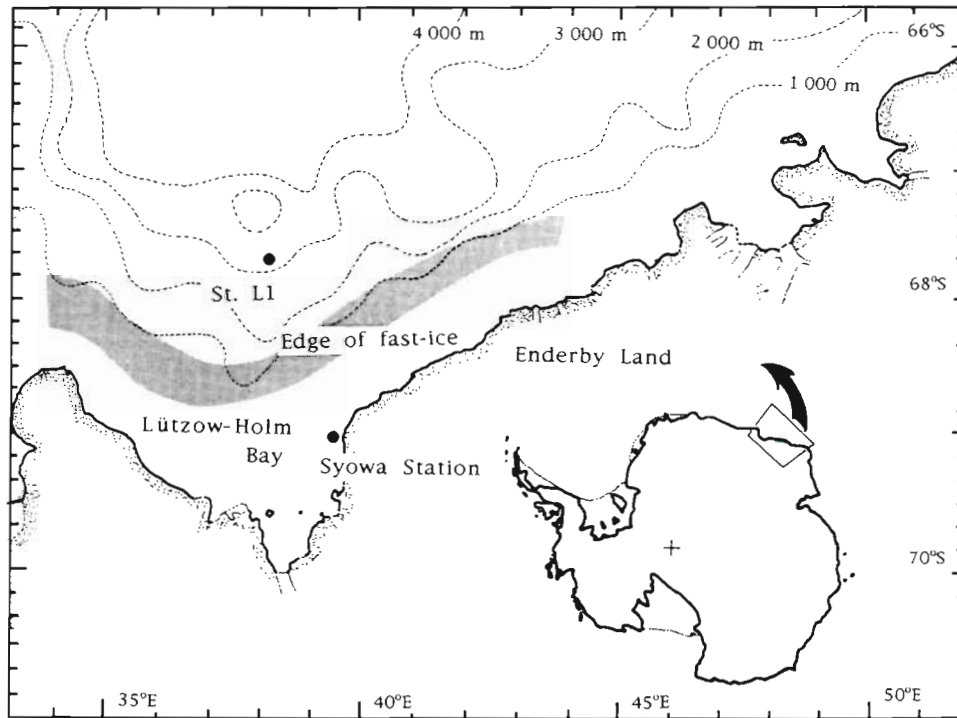 4 000 m
3 000 m
2 000 m
1 000 m
66°S
St. L1
68°S
Edge of fast-ice
Enderby Land
Lützow-Holm
Bay
Syowa Station
70°S
35°E
40°E
45°E
50°E